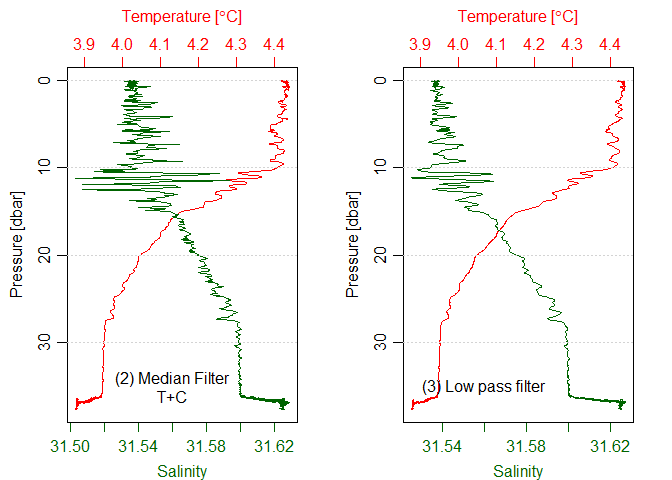 Temperature [°C]
3.9 4.0 4.1 4.2 4.3 4.4
0
10
20
30
Pressure [dbar]
(2) Median Filter
T+C
31.50 31.54 31.58 31.62
Salinity
Temperature [°C]
3.9 4.0 4.1 4.2 4.3 4.4
0
10
20
30
Pressure [dbar]
(3) Low pass filter
31.54 31.58 31.62
Salinity